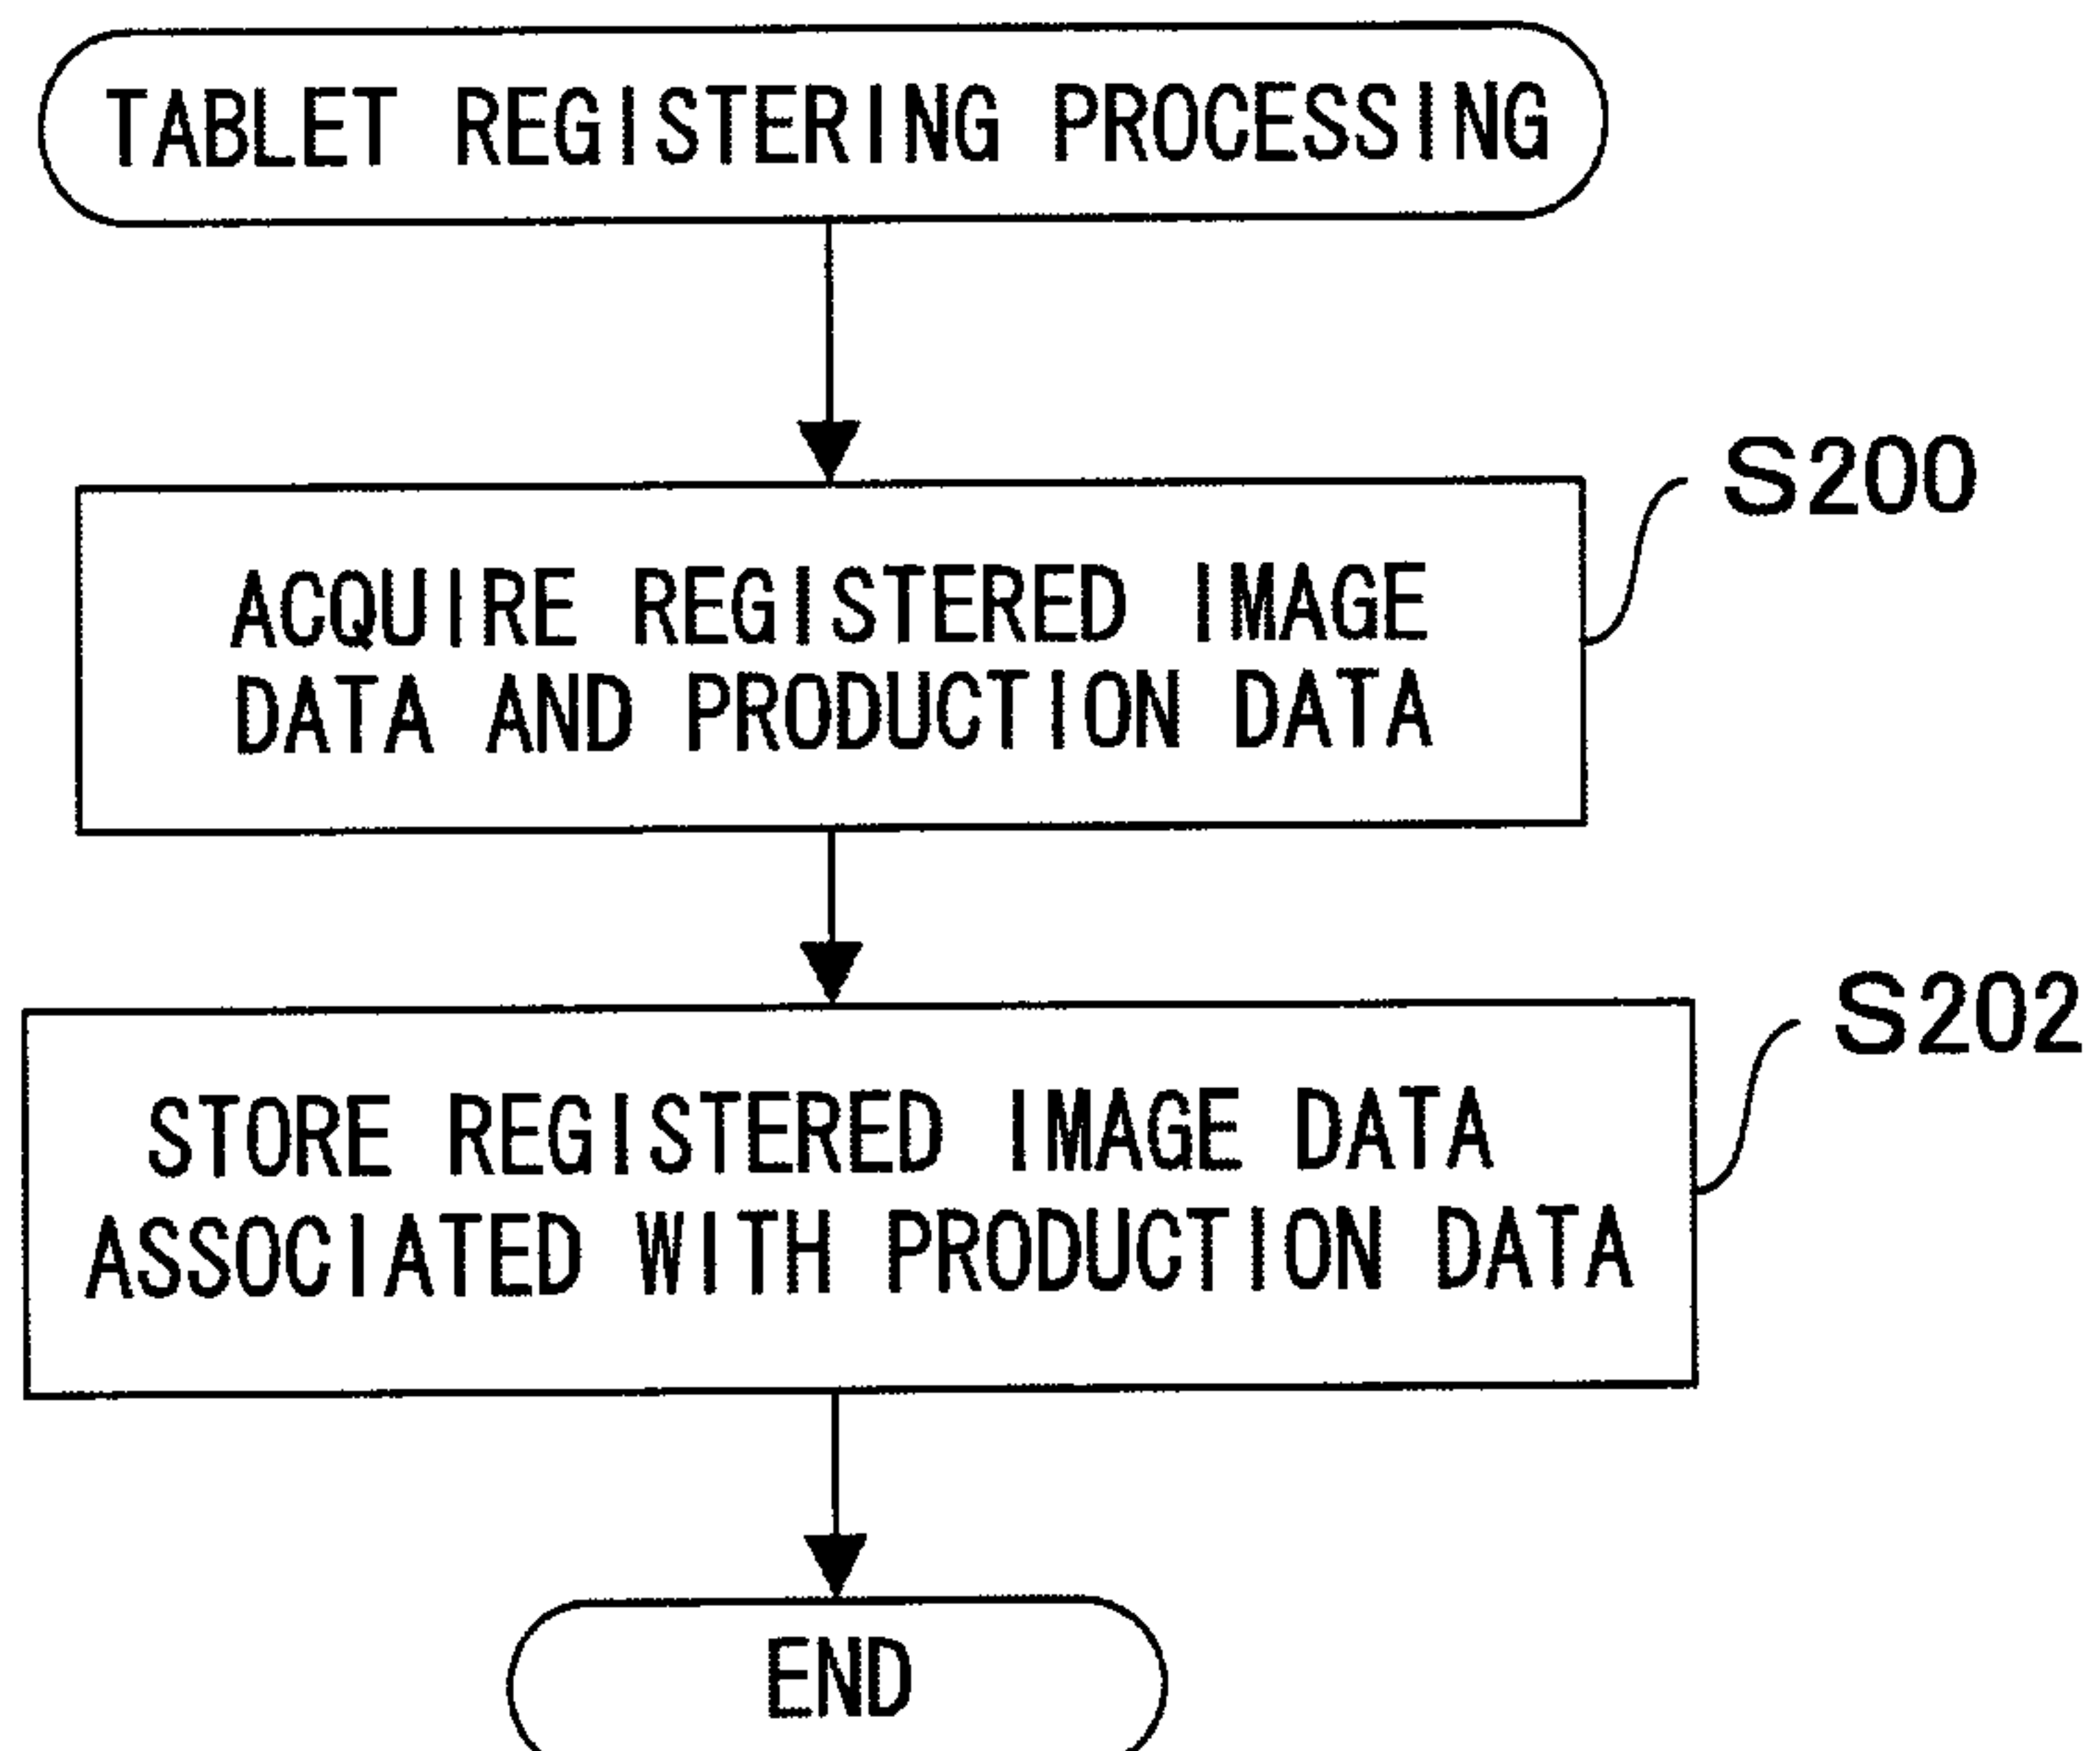 TABLET REGISTERING PROCESSING
S200
ACQUIRE REGISTERED IMAGE
DATA AND PRODUCTION DATA
S202
STORE REGISTERED IMAGE DATA
ASSOCIATED WITH PRODUCTION DATA
END